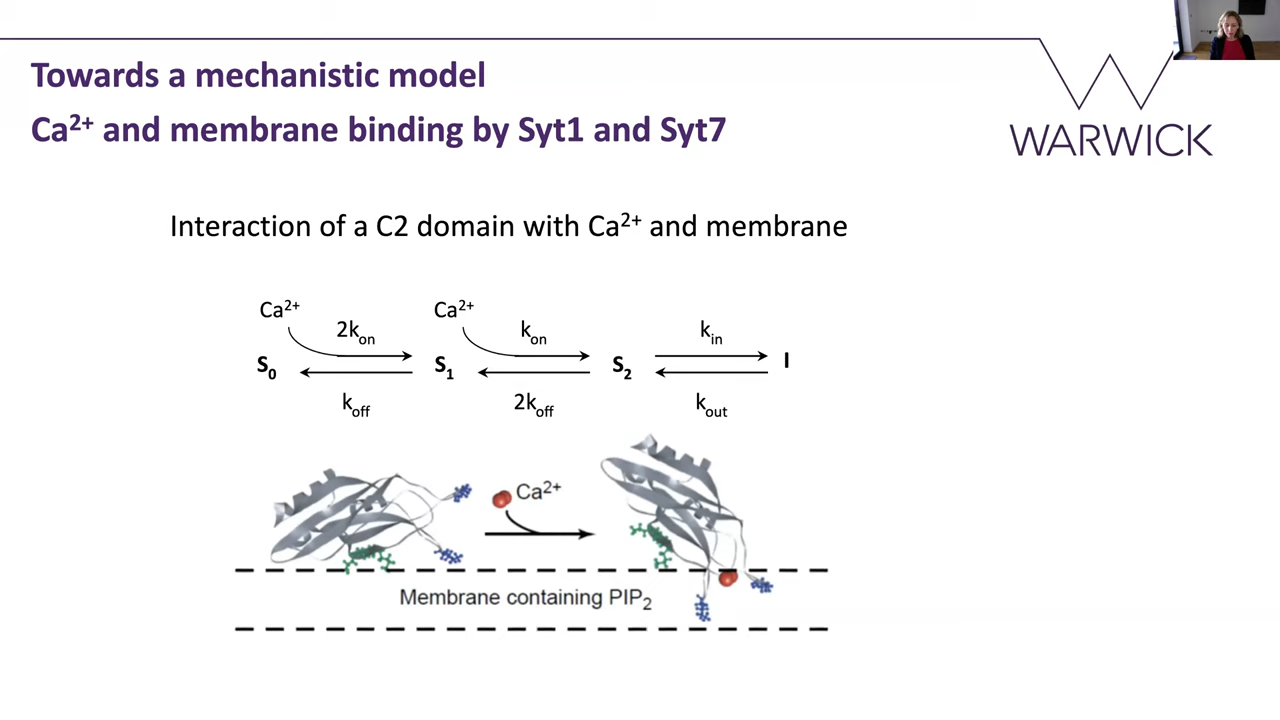 Towards a mechanistic model
Ca²⁺ and membrane binding by Syt1 and Syt7
WARWICK
Interaction of a C2 domain with Ca²⁺ and membrane
Ca²⁺ Ca²⁺
2kon kon kin
S₀ S₁ S₂ I
koff 2koff kout
Ca²⁺
Membrane containing PIP₂